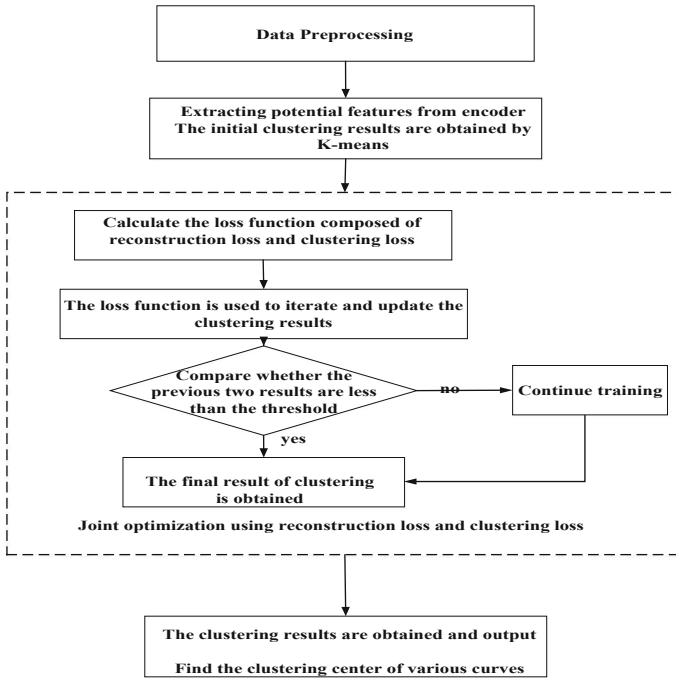 Data Preprocessing
Extracting potential features from encoder
The initial clustering results are obtained by
K-means
Calculate the loss function composed of
reconstruction loss and clustering loss
The loss function is used to iterate and update the
clustering results
Compare whether the
previous two results are less
than the threshold
no
Continue training
yes
The final result of clustering
is obtained
Joint optimization using reconstruction loss and clustering loss
The clustering results are obtained and output
Find the clustering center of various curves